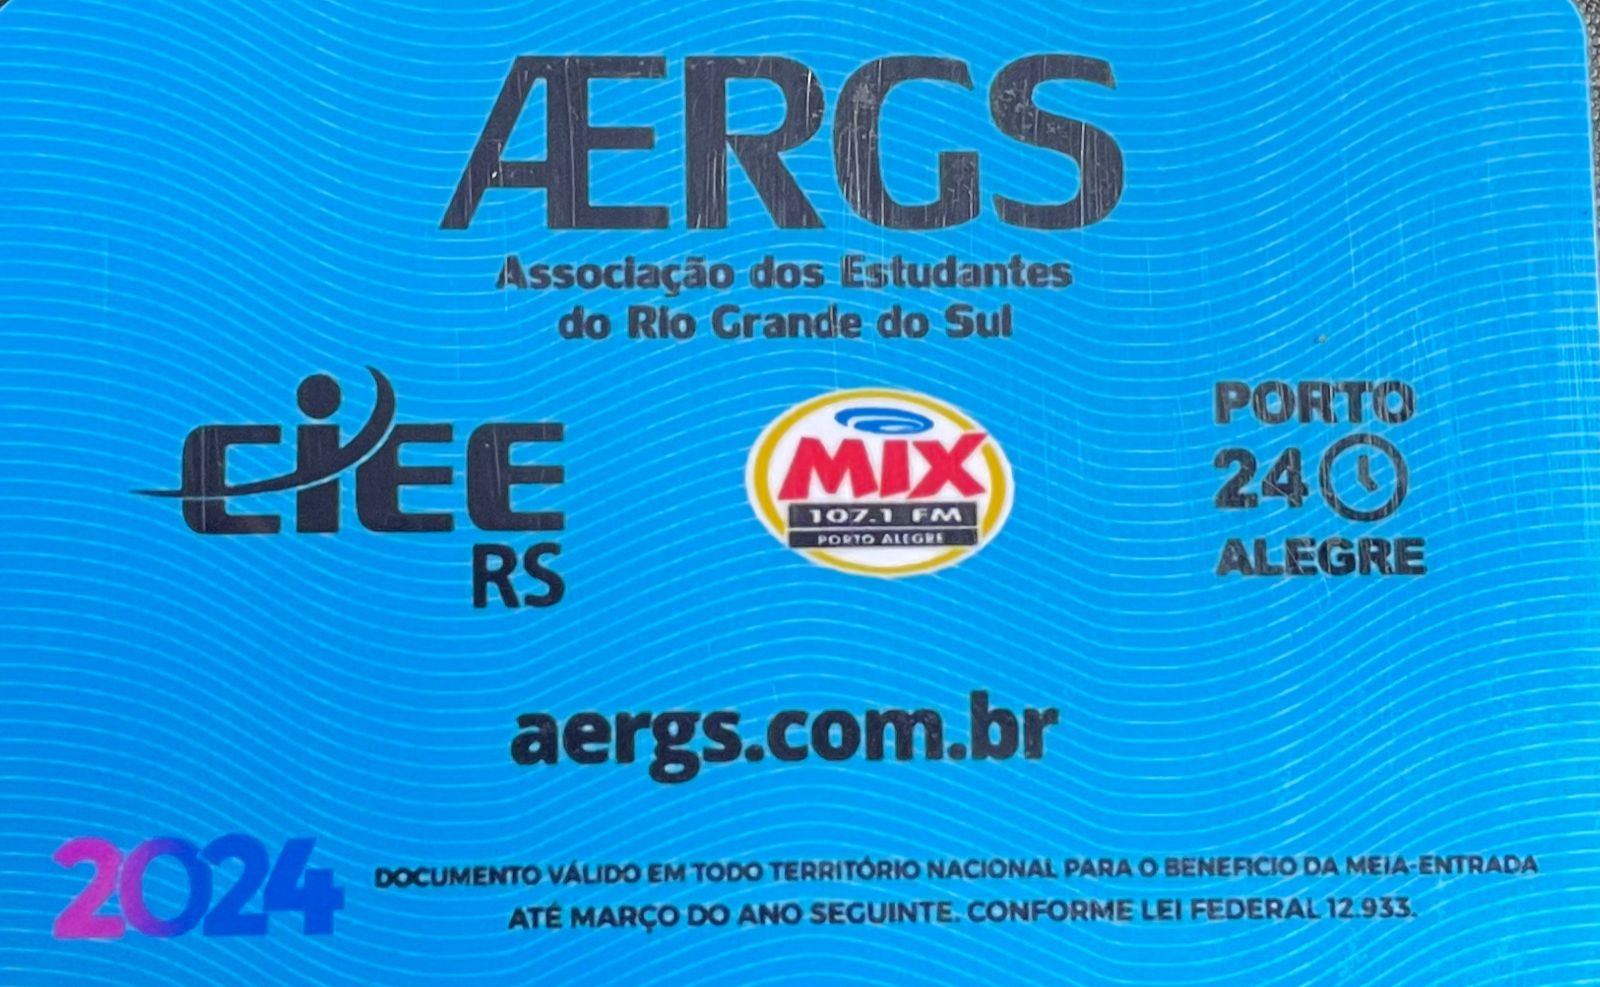 ÆRGS
Associação dos Estudantes
do Rio Grande do Sul
CIEE
RS
MIX
107.1 FM
PORTO ALEGRE
PORTO
24
ALEGRE
aergs.com.br
2024
DOCUMENTO VÁLIDO EM TODO TERRITÓRIO NACIONAL PARA O BENEFICIO DA MEIA-ENTRADA
ATÉ MARÇO DO ANO SEGUINTE. CONFORME LEI FEDERAL 12.933.